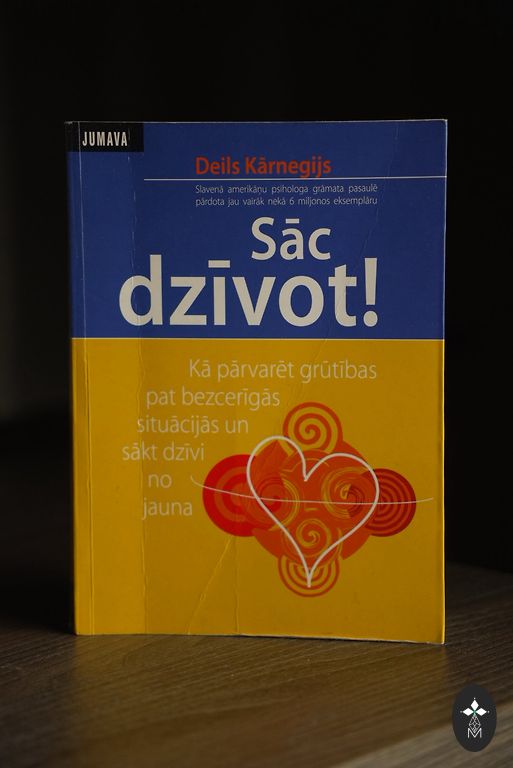 JUMAVA
Deils Kārnegijs
Slavenā amerikāņu psihologa grāmata pasaulē
pārdota jau vairāk nekā 6 miljonos eksemplāru
Sāc
dzīvot!
Kā pārvarēt grūtības
pat bezcerīgās
situācijās un
sākt dzīvi
no
jauna
M